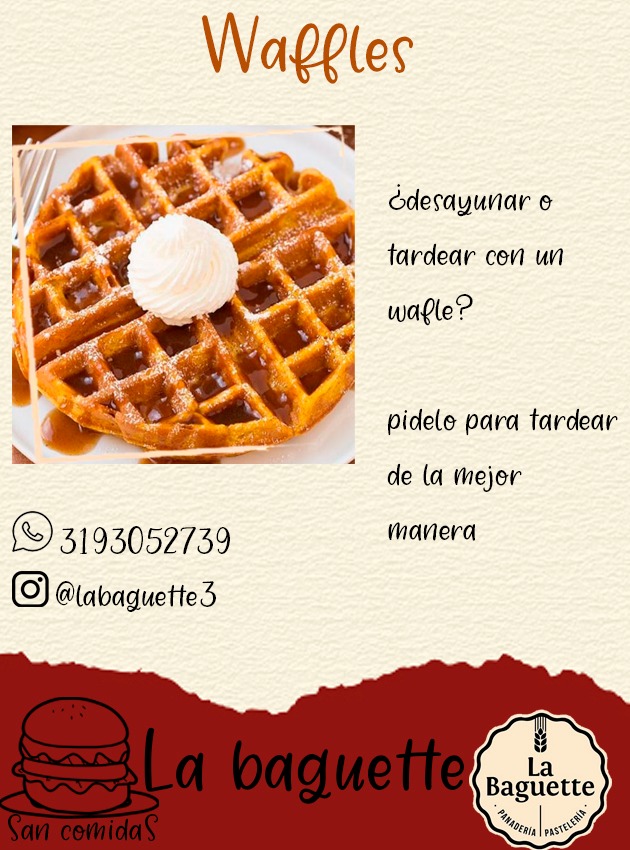 Waffles
¿desayunar o
tardear con un
wafle?
pidelo para tardear
de la mejor
manera
3193052739
@labaguette3
La baguette
San comidaS
La
Baguette
· PANADERÍA | PASTELERÍA ·